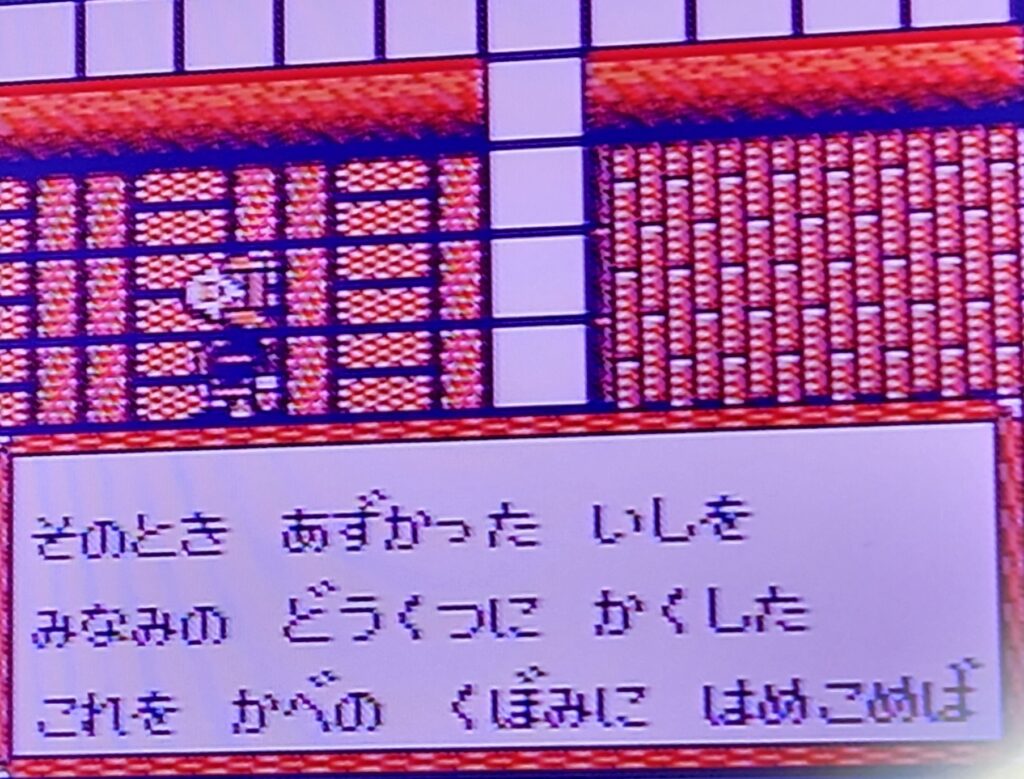 そのとき あずかった いしを
みなみの どうくつに かくした
これを かべの くぼみに はめこめば